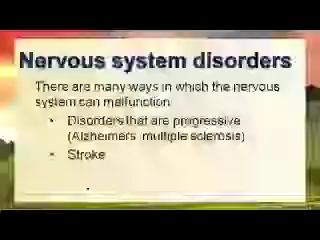 Nervous system disorders
There are many ways in which the nervous
system can malfunction
• Disorders that are progressive
(Alzheimers, multiple sclerosis)
• Stroke
•